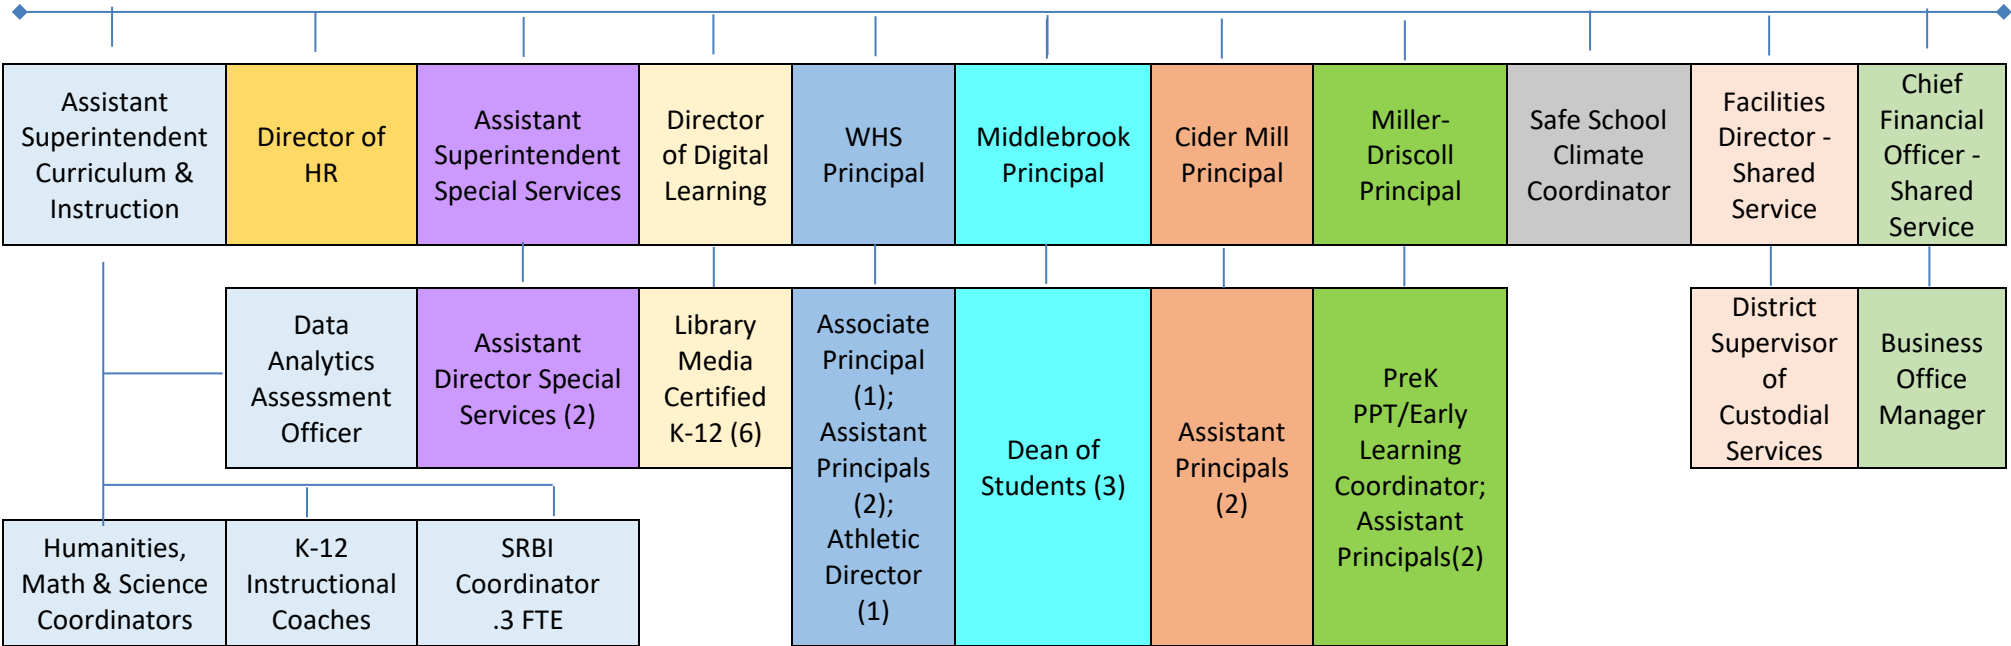 Assistant
Superintendent
Curriculum &
Instruction
Director of
HR
Assistant
Superintendent
Special Services
Director
of Digital
Learning
WHS
Principal
Middlebrook
Principal
Cider Mill
Principal
Miller-
Driscoll
Principal
Safe School
Climate
Coordinator
Facilities
Director -
Shared
Service
Chief
Financial
Officer -
Shared
Service
Data
Analytics
Assessment
Officer
Assistant
Director Special
Services (2)
Library
Media
Certified
K-12 (6)
Associate
Principal
(1);
Assistant
Principals
(2);
Athletic
Director
(1)
Dean of
Students (3)
Assistant
Principals
(2)
PreK
PPT/Early
Learning
Coordinator;
Assistant
Principals(2)
District
Supervisor
of
Custodial
Services
Business
Office
Manager
Humanities,
Math & Science
Coordinators
K-12
Instructional
Coaches
SRBI
Coordinator
.3 FTE